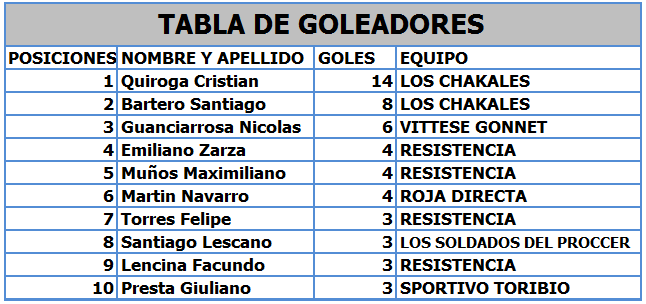 TABLA DE GOLEADORES
POSICIONES NOMBRE Y APELLIDO GOLES EQUIPO
1 Quiroga Cristian 14 LOS CHAKALES
2 Bartero Santiago 8 LOS CHAKALES
3 Guanciarrosa Nicolas 6 VITTESE GONNET
4 Emiliano Zarza 4 RESISTENCIA
5 Muños Maximiliano 4 RESISTENCIA
6 Martin Navarro 4 ROJA DIRECTA
7 Torres Felipe 3 RESISTENCIA
8 Santiago Lescano 3 LOS SOLDADOS DEL PROCCER
9 Lencina Facundo 3 RESISTENCIA
10 Presta Giuliano 3 SPORTIVO TORIBIO